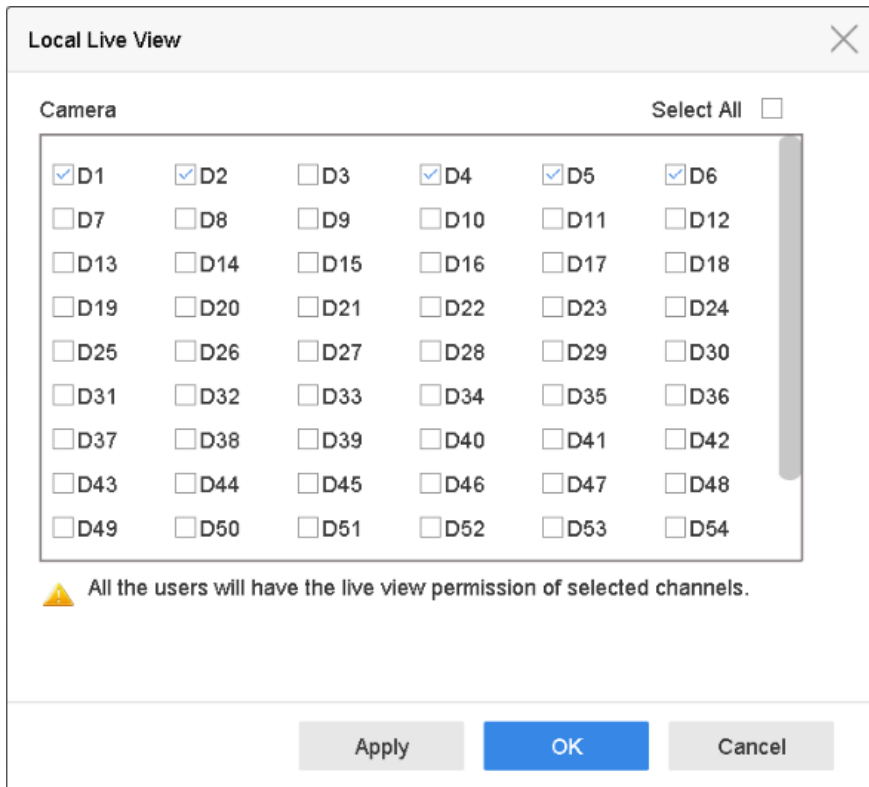 Local Live View
Camera Select All
D1 D2 D3 D4 D5 D6
D7 D8 D9 D10 D11 D12
D13 D14 D15 D16 D17 D18
D19 D20 D21 D22 D23 D24
D25 D26 D27 D28 D29 D30
D31 D32 D33 D34 D35 D36
D37 D38 D39 D40 D41 D42
D43 D44 D45 D46 D47 D48
D49 D50 D51 D52 D53 D54
All the users will have the live view permission of selected channels.
Apply OK Cancel